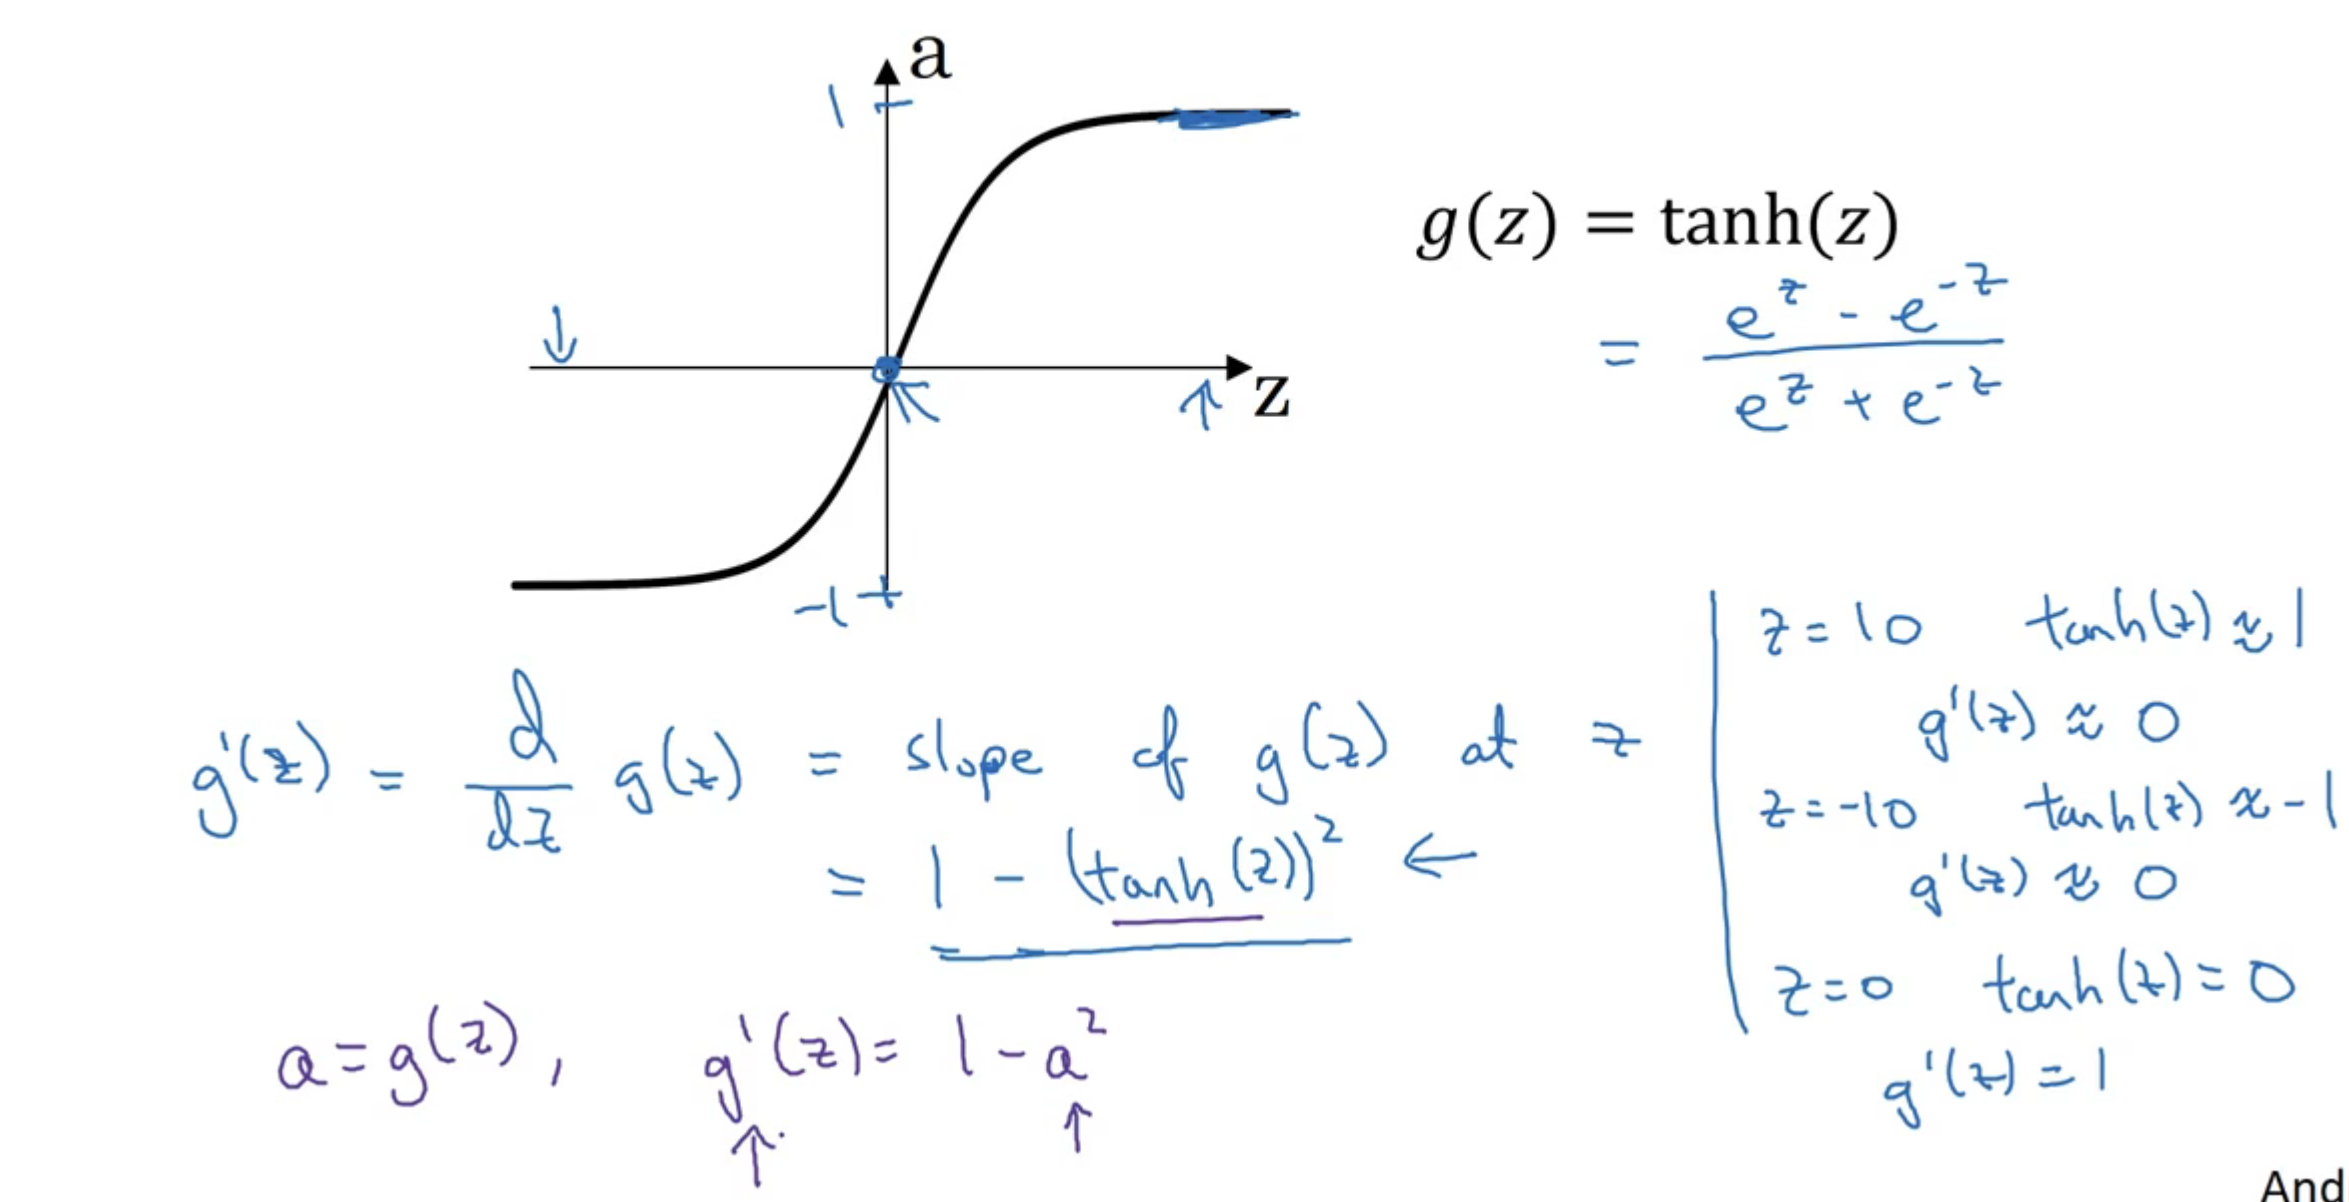 a
1
g(z) = tanh(z)
= (e^z - e^-z) / (e^z + e^-z)
z
-1
z = 10 tanh(z) ≈ 1
g'(z) ≈ 0
g'(z) = d/dz g(z) = slope of g(z) at z
z = -10 tanh(z) ≈ -1
= 1 - (tanh(z))² ←
g'(z) ≈ 0
z = 0 tanh(z) = 0
a = g(z), g'(z) = 1 - a²
g'(z) = 1
And